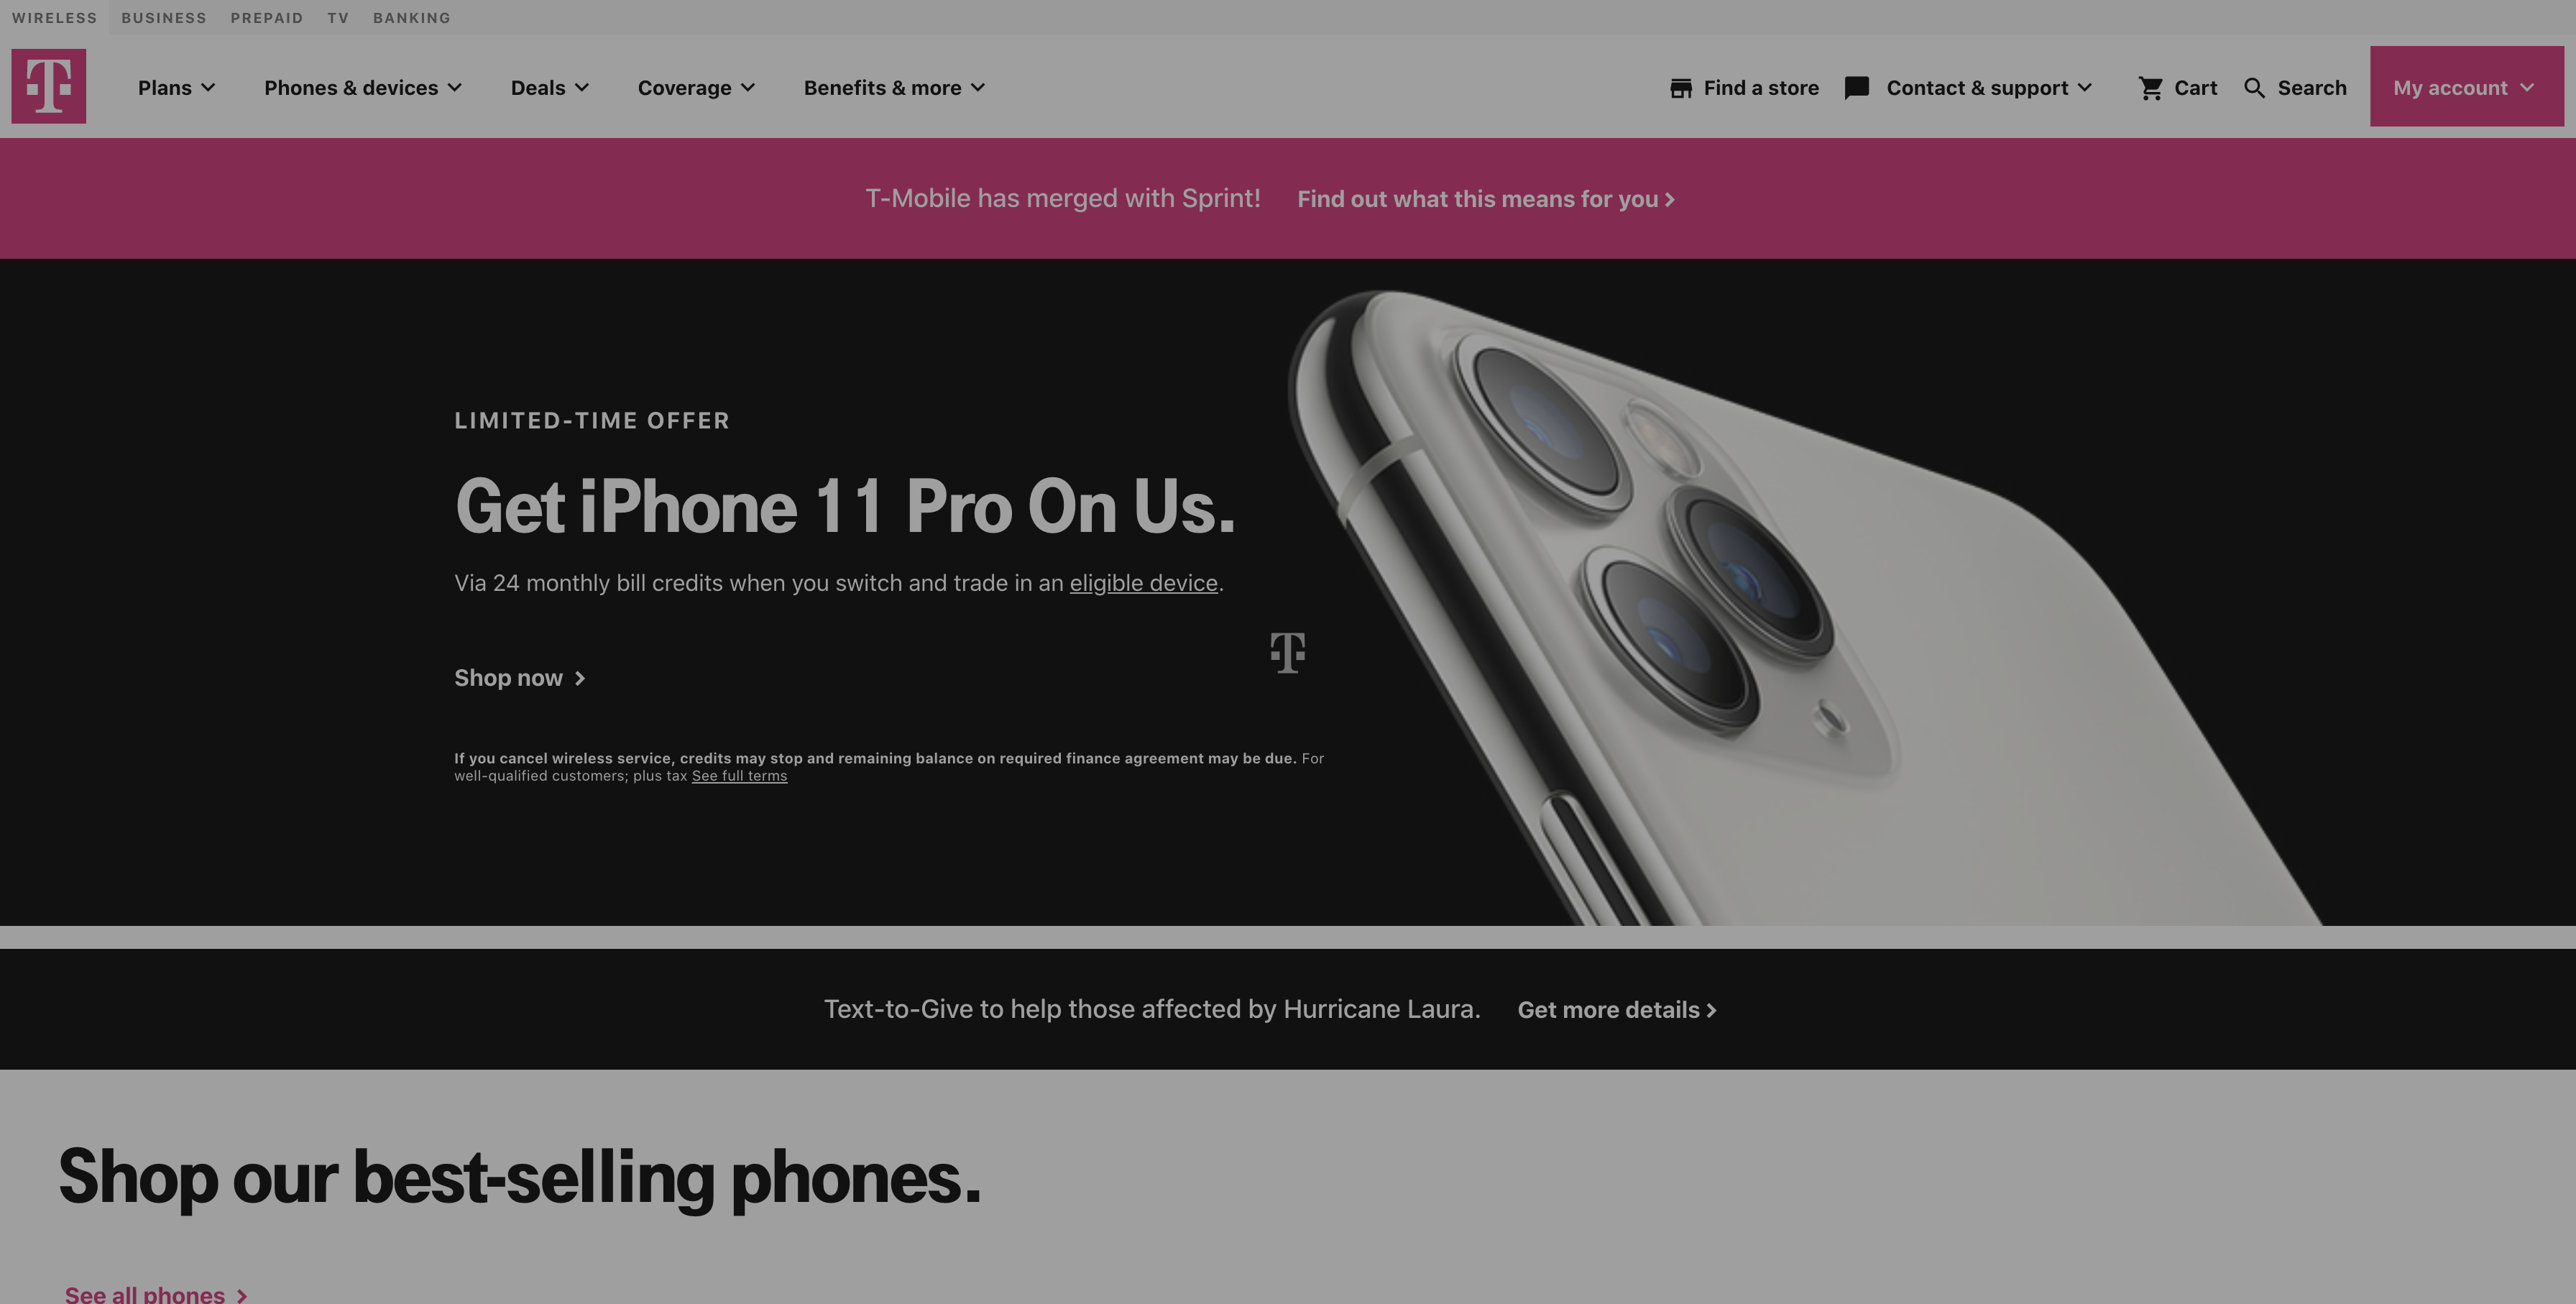 WIRELESS BUSINESS PREPAID TV BANKING
T Plans Phones & devices Deals Coverage Benefits & more Find a store Contact & support Cart Search My account
T-Mobile has merged with Sprint! Find out what this means for you
LIMITED-TIME OFFER
Get iPhone 11 Pro On Us.
Via 24 monthly bill credits when you switch and trade in an eligible device.
T
Shop now
If you cancel wireless service, credits may stop and remaining balance on required finance agreement may be due. For
well-qualified customers; plus tax See full terms
Text-to-Give to help those affected by Hurricane Laura. Get more details
Shop our best-selling phones.
See all phones